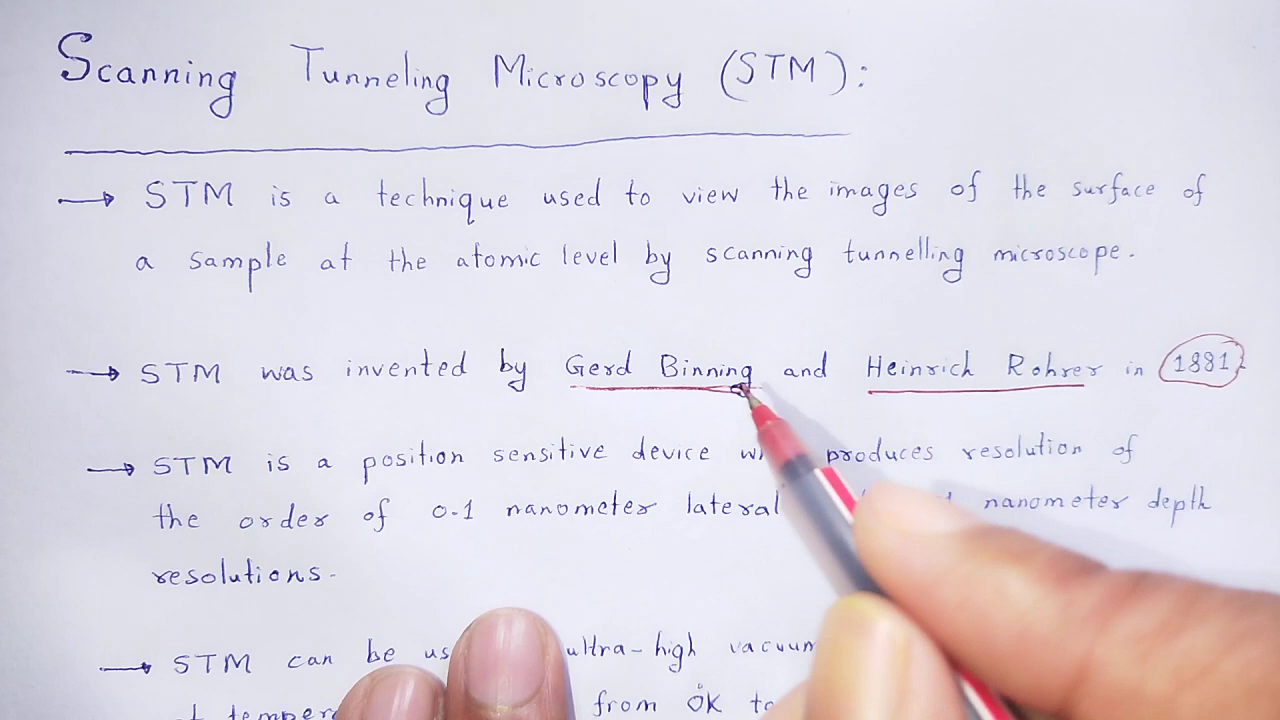 Scanning Tunneling Microscopy (STM):
→ STM is a technique used to view the images of the surface of
a sample at the atomic level by scanning tunnelling microscope.
→ STM was invented by Gerd Binning and Heinrich Rohrer in 1881.
→ STM is a position sensitive device produces resolution of
the order of 0.1 nanometer lateral nanometer depth
resolutions.
→ STM can be ultra-high
from 0°K